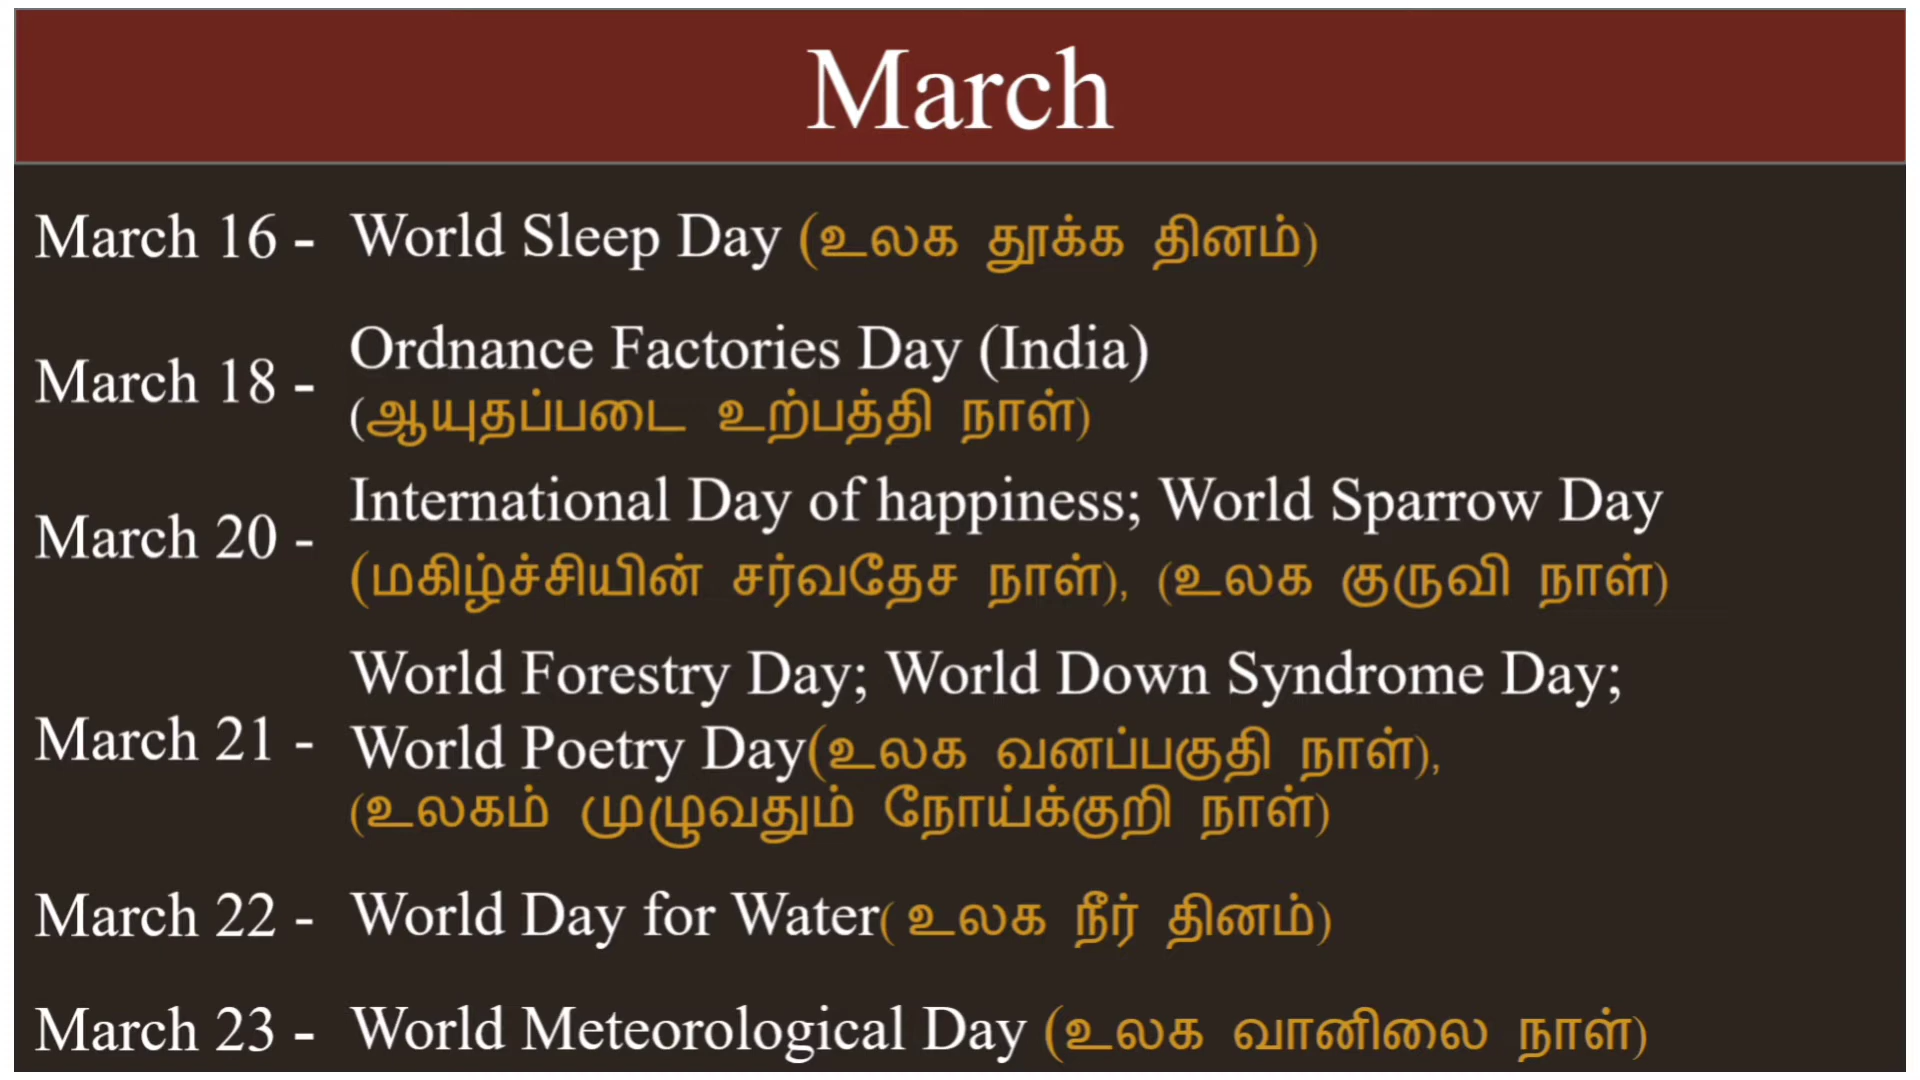 March
March 16 - World Sleep Day (உலக தூக்க தினம்)
March 18 - Ordnance Factories Day (India)
(ஆயுதப்படை உற்பத்தி நாள்)
March 20 - International Day of happiness; World Sparrow Day
(மகிழ்ச்சியின் சர்வதேச நாள்), (உலக குருவி நாள்)
March 21 - World Forestry Day; World Down Syndrome Day;
World Poetry Day(உலக வனப்பகுதி நாள்),
(உலகம் முழுவதும் நோய்க்குறி நாள்)
March 22 - World Day for Water( உலக நீர் தினம்)
March 23 - World Meteorological Day (உலக வானிலை நாள்)